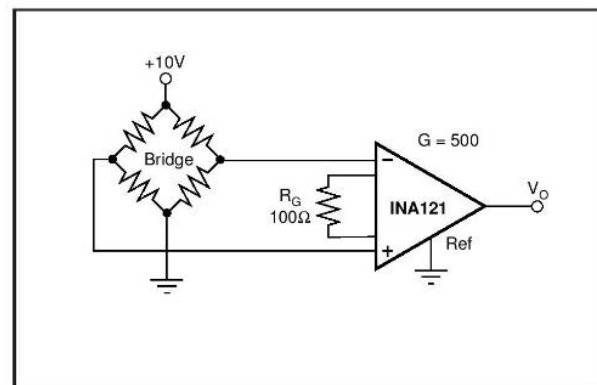 +10V
Bridge
G = 500
R_G
100Ω
−
INA121
+
V_O
Ref